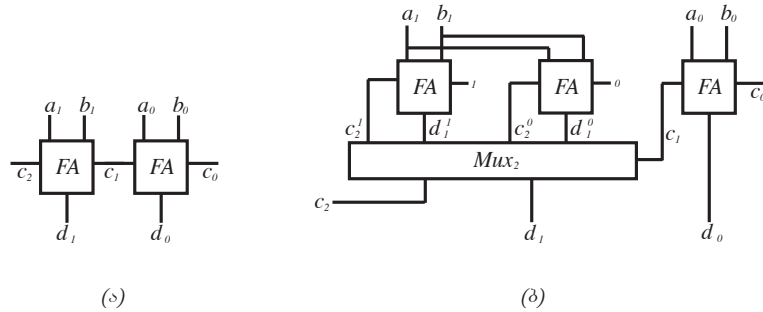 a₁ b₁ a₀ b₀
FA FA
c₂ c₁ c₀
d₁ d₀
(ა)
a₁ b₁ a₀ b₀
FA 1 FA 0 FA
c₀
c₂¹ d₁¹ c₂⁰ d₁⁰ c₁
Mux₂
c₂
d₁ d₀
(ბ)